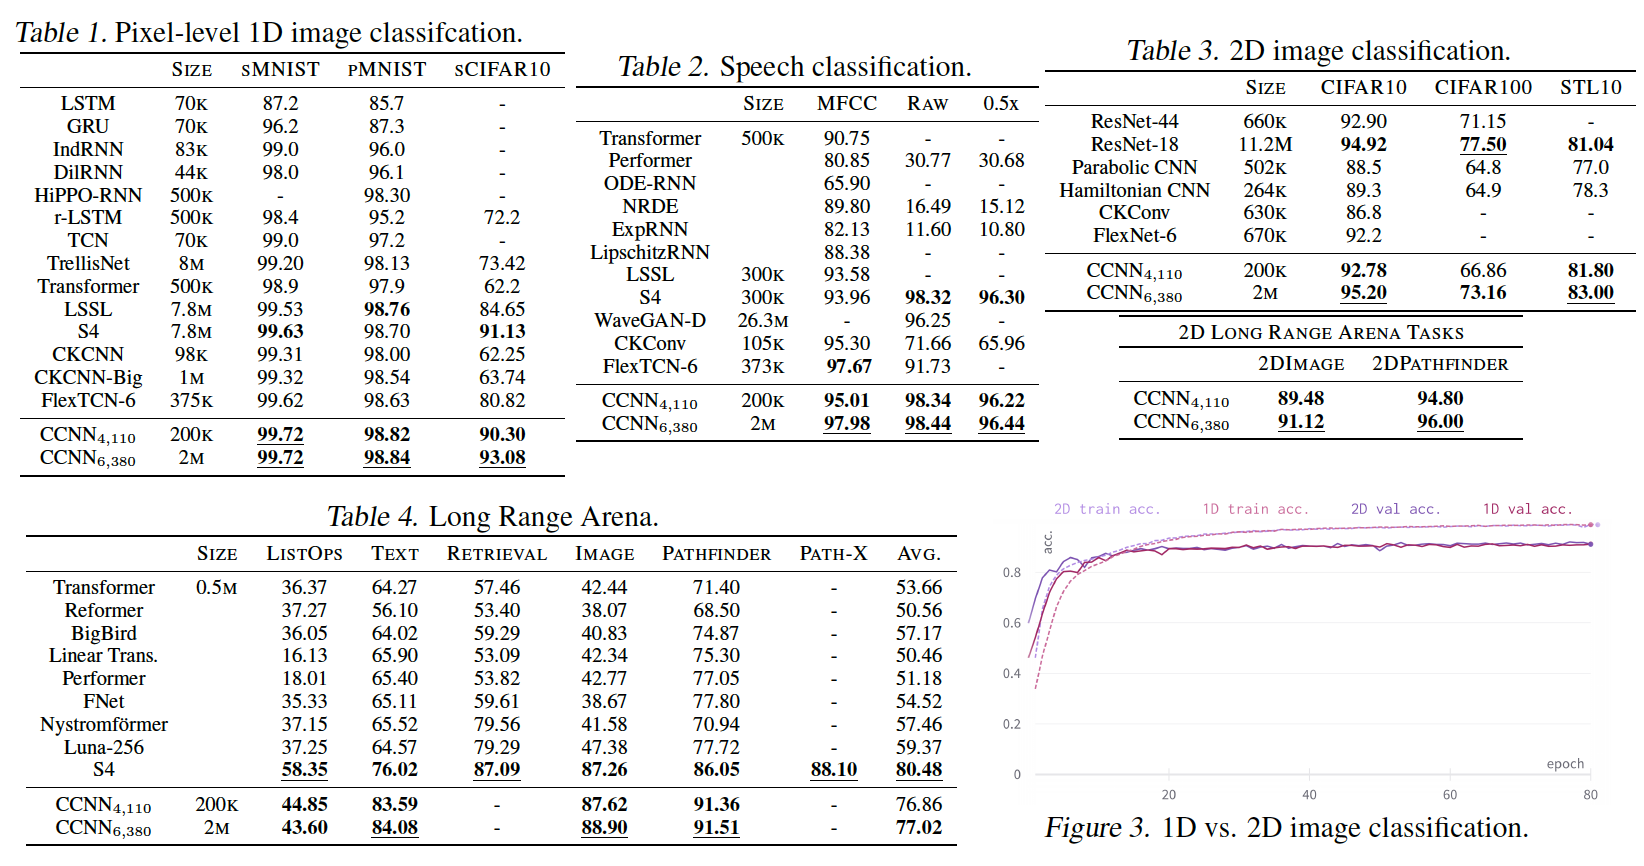 Table 1. Pixel-level 1D image classifcation.
SIZE SMNIST PMNIST SCIFAR10
LSTM 70K 87.2 85.7 -
GRU 70K 96.2 87.3 -
IndRNN 83K 99.0 96.0 -
DilRNN 44K 98.0 96.1 -
HiPPO-RNN 500K - 98.30 -
r-LSTM 500K 98.4 95.2 72.2
TCN 70K 99.0 97.2 -
TrellisNet 8M 99.20 98.13 73.42
Transformer 500K 98.9 97.9 62.2
LSSL 7.8M 99.53 98.76 84.65
S4 7.8M 99.63 98.70 91.13
CKCNN 98K 99.31 98.00 62.25
CKCNN-Big 1M 99.32 98.54 63.74
FlexTCN-6 375K 99.62 98.63 80.82
CCNN4,110 200K 99.72 98.82 90.30
CCNN6,380 2M 99.72 98.84 93.08
Table 2. Speech classification.
SIZE MFCC RAW 0.5x
Transformer 500K 90.75 - -
Performer 80.85 30.77 30.68
ODE-RNN 65.90 - -
NRDE 89.80 16.49 15.12
ExpRNN 82.13 11.60 10.80
LipschitzRNN 88.38 - -
LSSL 300K 93.58 - -
S4 300K 93.96 98.32 96.30
WaveGAN-D 26.3M - 96.25 -
CKConv 105K 95.30 71.66 65.96
FlexTCN-6 373K 97.67 91.73 -
CCNN4,110 200K 95.01 98.34 96.22
CCNN6,380 2M 97.98 98.44 96.44
Table 3. 2D image classification.
SIZE CIFAR10 CIFAR100 STL10
ResNet-44 660K 92.90 71.15 -
ResNet-18 11.2M 94.92 77.50 81.04
Parabolic CNN 502K 88.5 64.8 77.0
Hamiltonian CNN 264K 89.3 64.9 78.3
CKConv 630K 86.8 - -
FlexNet-6 670K 92.2 - -
CCNN4,110 200K 92.78 66.86 81.80
CCNN6,380 2M 95.20 73.16 83.00
2D LONG RANGE ARENA TASKS
2DIMAGE 2DPATHFINDER
CCNN4,110 89.48 94.80
CCNN6,380 91.12 96.00
Table 4. Long Range Arena.
SIZE LISTOPS TEXT RETRIEVAL IMAGE PATHFINDER PATH-X AVG.
Transformer 0.5M 36.37 64.27 57.46 42.44 71.40 - 53.66
Reformer 37.27 56.10 53.40 38.07 68.50 - 50.56
BigBird 36.05 64.02 59.29 40.83 74.87 - 57.17
Linear Trans. 16.13 65.90 53.09 42.34 75.30 - 50.46
Performer 18.01 65.40 53.82 42.77 77.05 - 51.18
FNet 35.33 65.11 59.61 38.67 77.80 - 54.52
Nystromförmer 37.15 65.52 79.56 41.58 70.94 - 57.46
Luna-256 37.25 64.57 79.29 47.38 77.72 - 59.37
S4 58.35 76.02 87.09 87.26 86.05 88.10 80.48
CCNN4,110 200K 44.85 83.59 - 87.62 91.36 - 76.86
CCNN6,380 2M 43.60 84.08 - 88.90 91.51 - 77.02
2D train acc. 1D train acc. 2D val acc. 1D val acc.
acc.
0.8
0.6
0.4
0.2
0
epoch
20 40 60 80
Figure 3. 1D vs. 2D image classification.